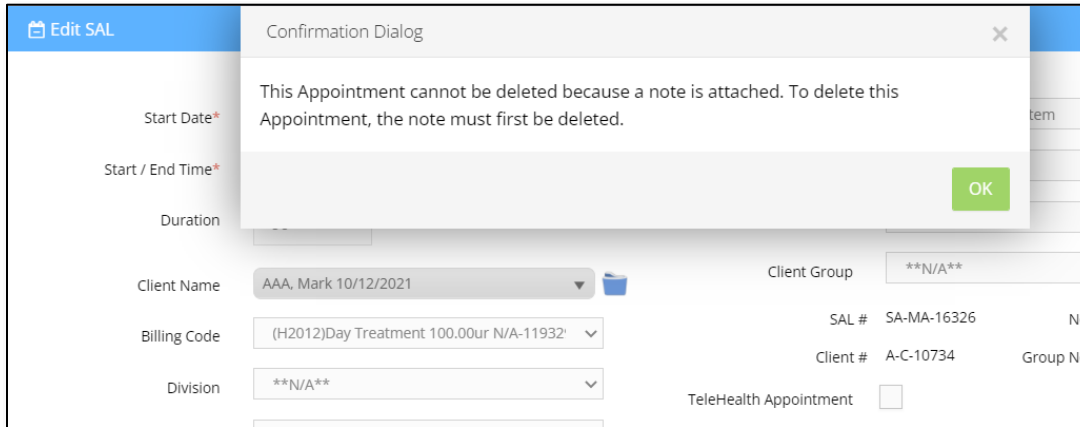 Edit SAL
Confirmation Dialog
×
This Appointment cannot be deleted because a note is attached. To delete this
Appointment, the note must first be deleted.
OK
Start Date*
Start / End Time*
Duration
Client Name
AAA, Mark 10/12/2021
Billing Code
(H2012)Day Treatment 100.00ur N/A-11932
Division
**N/A**
tem
Client Group
**N/A**
SAL # SA-MA-16326
Client # A-C-10734
Group N
TeleHealth Appointment